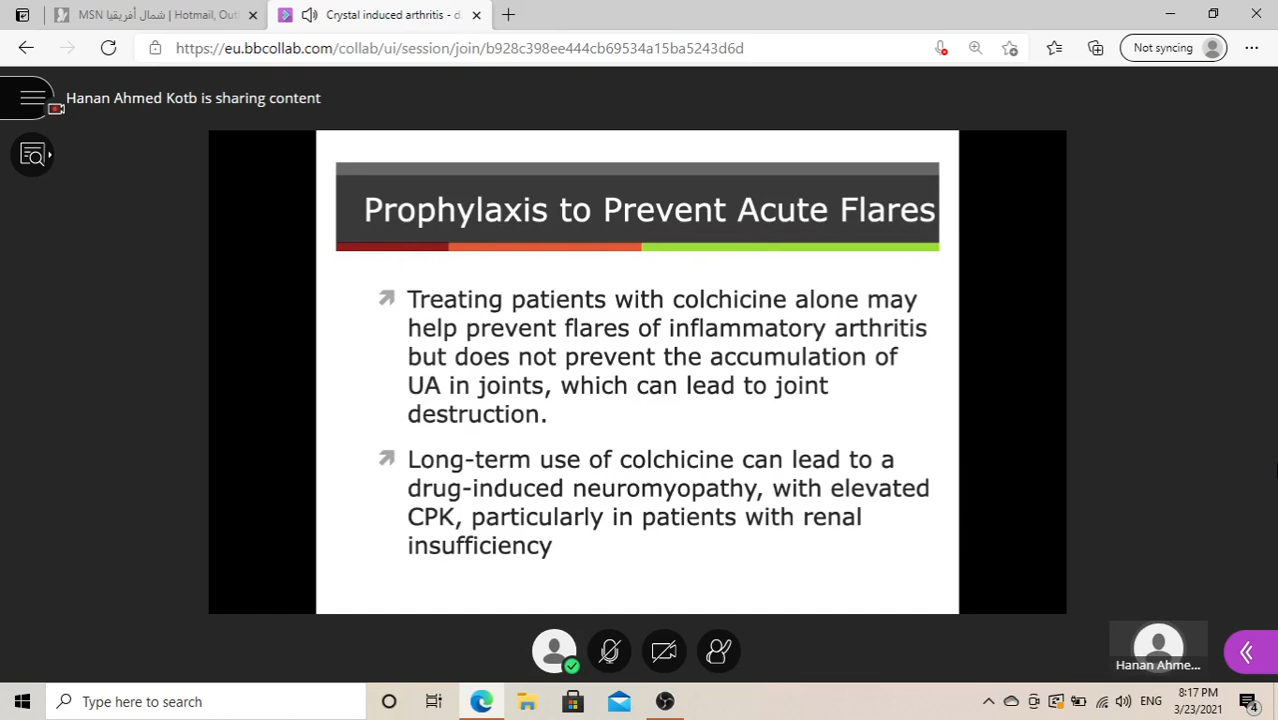 MSN شمال أفريقيا | Hotmail, Outl
Crystal induced arthritis - d
https://eu.bbcollab.com/collab/ui/session/join/b928c398ee444cb69534a15ba5243d6d
Not syncing
Hanan Ahmed Kotb is sharing content
Prophylaxis to Prevent Acute Flares
Treating patients with colchicine alone may
help prevent flares of inflammatory arthritis
but does not prevent the accumulation of
UA in joints, which can lead to joint
destruction.
Long-term use of colchicine can lead to a
drug-induced neuromyopathy, with elevated
CPK, particularly in patients with renal
insufficiency
Hanan Ahme...
Type here to search
ENG
8:17 PM
3/23/2021
4